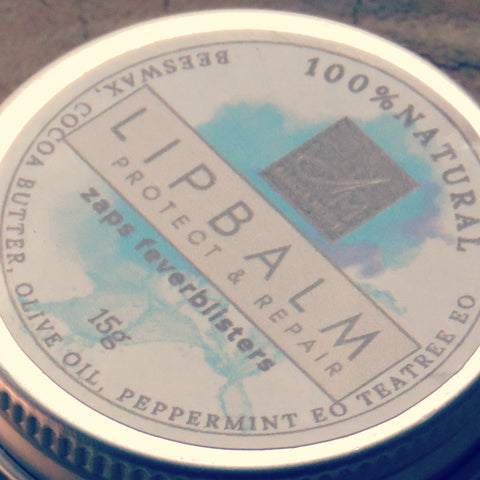 100% NATURAL
LIPBALM
PROTECT & REPAIR
zaps feverblisters
15g
BEESWAX, COCOA BUTTER, OLIVE OIL, PEPPERMINT EO TEATREE EO